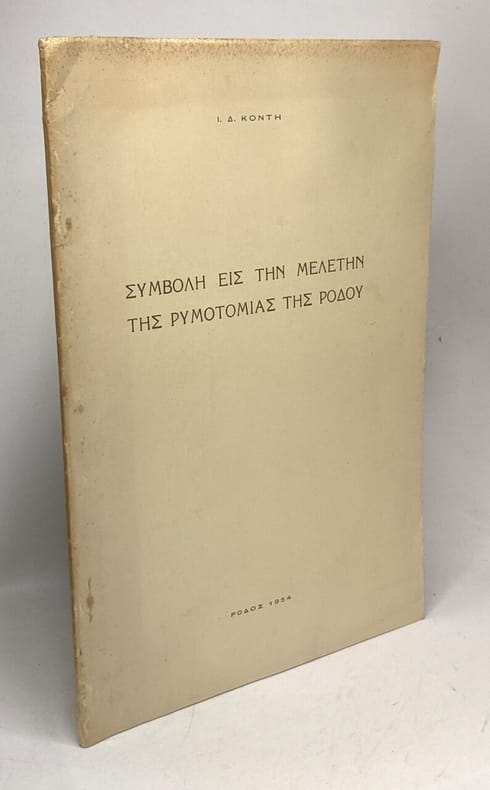 Ι. Δ. ΚΟΝΤΗ
ΣΥΜΒΟΛΗ ΕΙΣ ΤΗΝ ΜΕΛΕΤΗΝ
ΤΗΣ ΡΥΜΟΤΟΜΙΑΣ ΤΗΣ ΡΟΔΟΥ
ΡΟΔΟΣ 1954